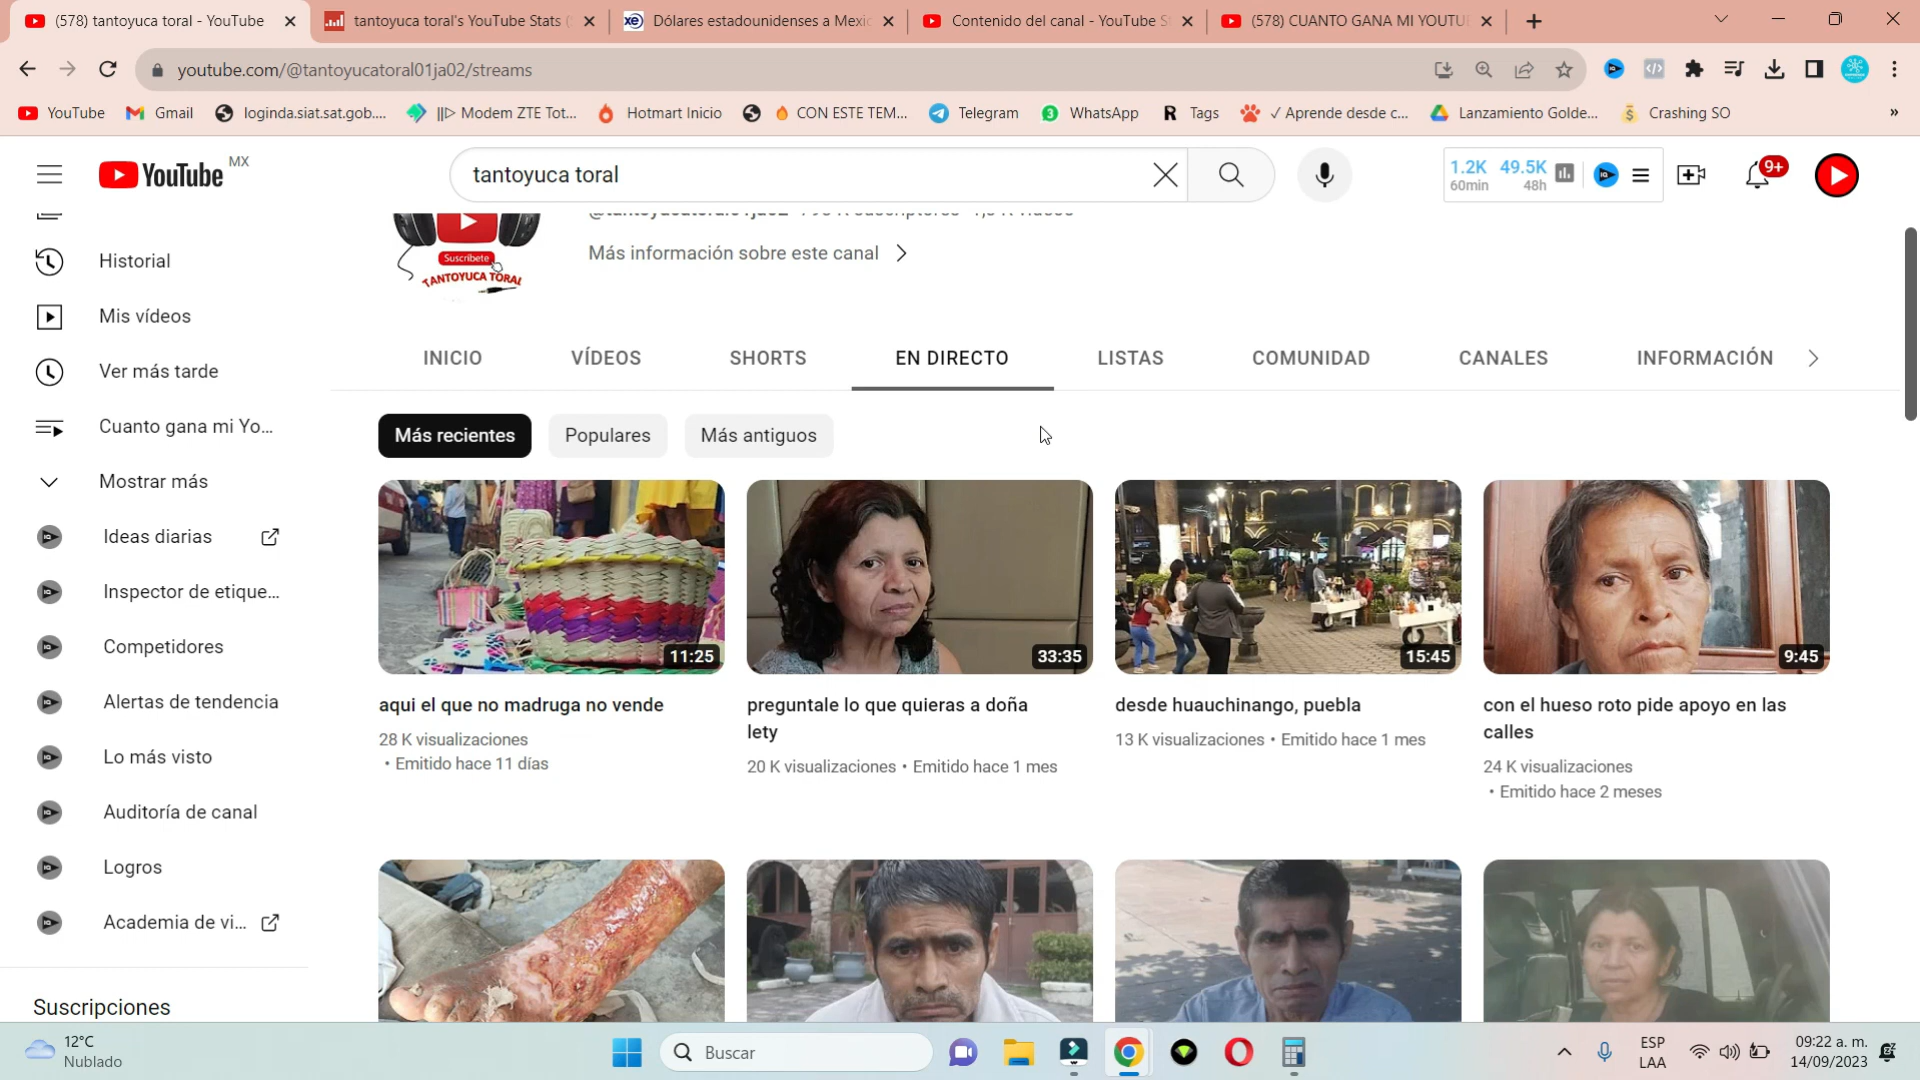 (578) tantoyuca toral - YouTube
tantoyuca toral's YouTube Stats (
Dólares estadounidenses a Mexic
Contenido del canal - YouTube S
(578) CUANTO GANA MI YOUTU
youtube.com/@tantoyucatoral01ja02/streams
YouTube
Gmail
loginda.siat.sat.gob....
||▷ Modem ZTE Tot...
Hotmart Inicio
CON ESTE TEM...
Telegram
WhatsApp
Tags
✓ Aprende desde c...
Lanzamiento Golde...
Crashing SO
»
YouTube MX
tantoyuca toral
1.2K 49.5K
60min 48h
9+
Suscribete
TANTOYUCA TORAL
Más información sobre este canal
Historial
Mis vídeos
Ver más tarde
Cuanto gana mi Yo...
Mostrar más
Ideas diarias
Inspector de etique...
Competidores
Alertas de tendencia
Lo más visto
Auditoría de canal
Logros
Academia de vi...
Suscripciones
INICIO
VÍDEOS
SHORTS
EN DIRECTO
LISTAS
COMUNIDAD
CANALES
INFORMACIÓN
Más recientes
Populares
Más antiguos
11:25
33:35
15:45
9:45
aqui el que no madruga no vende
28 K visualizaciones
• Emitido hace 11 días
preguntale lo que quieras a doña
lety
20 K visualizaciones • Emitido hace 1 mes
desde huauchinango, puebla
13 K visualizaciones • Emitido hace 1 mes
con el hueso roto pide apoyo en las
calles
24 K visualizaciones
• Emitido hace 2 meses
12°C
Nublado
Buscar
ESP
LAA
09:22 a. m.
14/09/2023